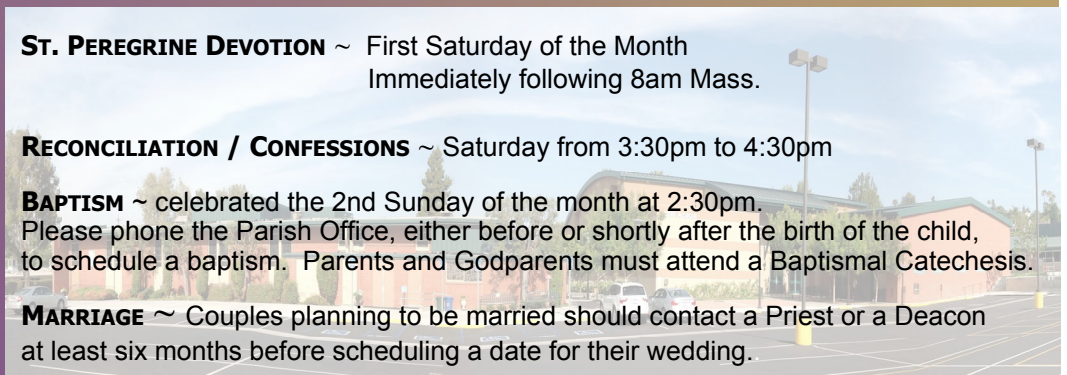 ST. PEREGRINE DEVOTION ~ First Saturday of the Month
Immediately following 8am Mass.
RECONCILIATION / CONFESSIONS ~ Saturday from 3:30pm to 4:30pm
BAPTISM ~ celebrated the 2nd Sunday of the month at 2:30pm.
Please phone the Parish Office, either before or shortly after the birth of the child,
to schedule a baptism. Parents and Godparents must attend a Baptismal Catechesis.
MARRIAGE ~ Couples planning to be married should contact a Priest or a Deacon
at least six months before scheduling a date for their wedding.